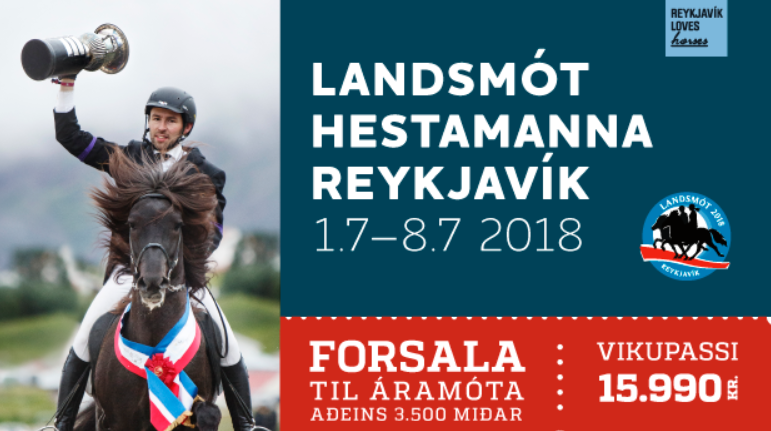 REYKJAVÍK
LOVES
horses
LANDSMÓT
HESTAMANNA
REYKJAVÍK
1.7–8.7 2018
LANDSMÓT 2018
REYKJAVÍK
FORSALA
TIL ÁRAMÓTA
AÐEINS 3.500 MIÐAR
VIKUPASSI
15.990 KR.